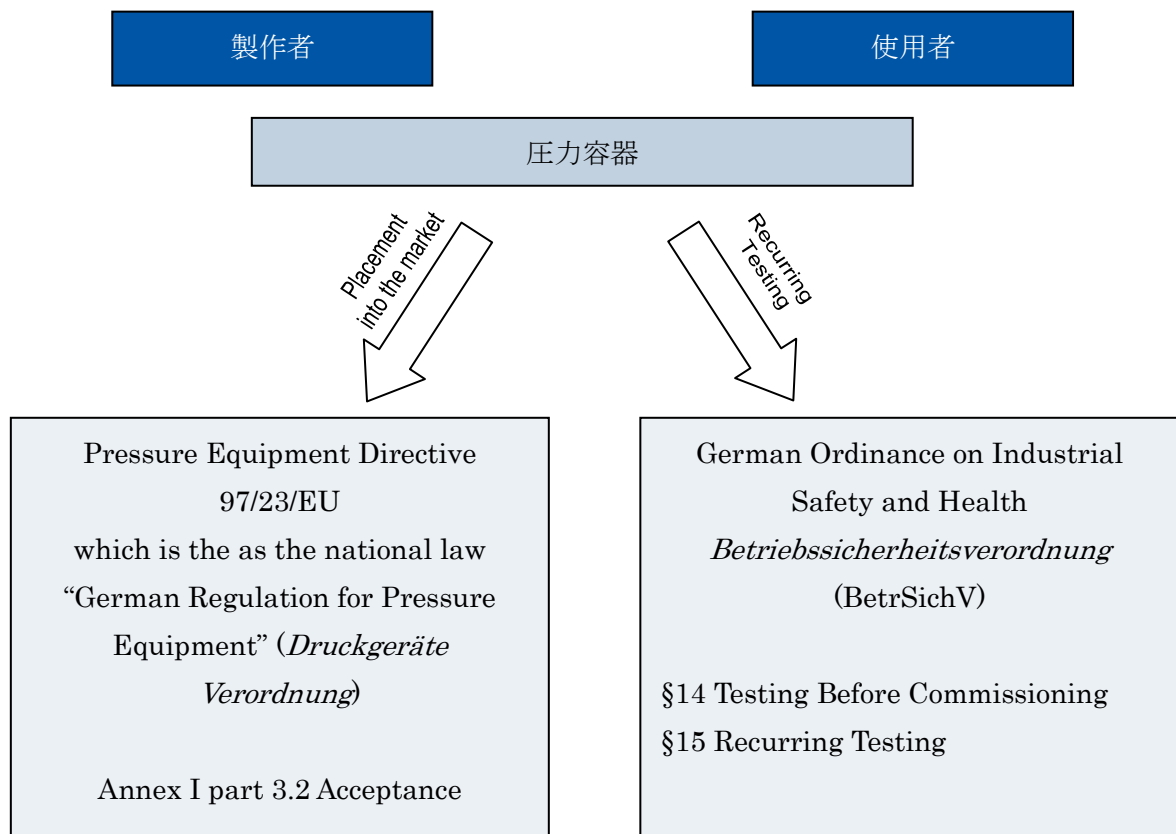 製作者
使用者
圧力容器
Placement
into the market
Recurring
Testing
Pressure Equipment Directive
97/23/EU
which is the as the national law
“German Regulation for Pressure
Equipment” (Druckgeräte
Verordnung)
Annex I part 3.2 Acceptance
German Ordinance on Industrial
Safety and Health
Betriebssicherheitsverordnung
(BetrSichV)
§14 Testing Before Commissioning
§15 Recurring Testing